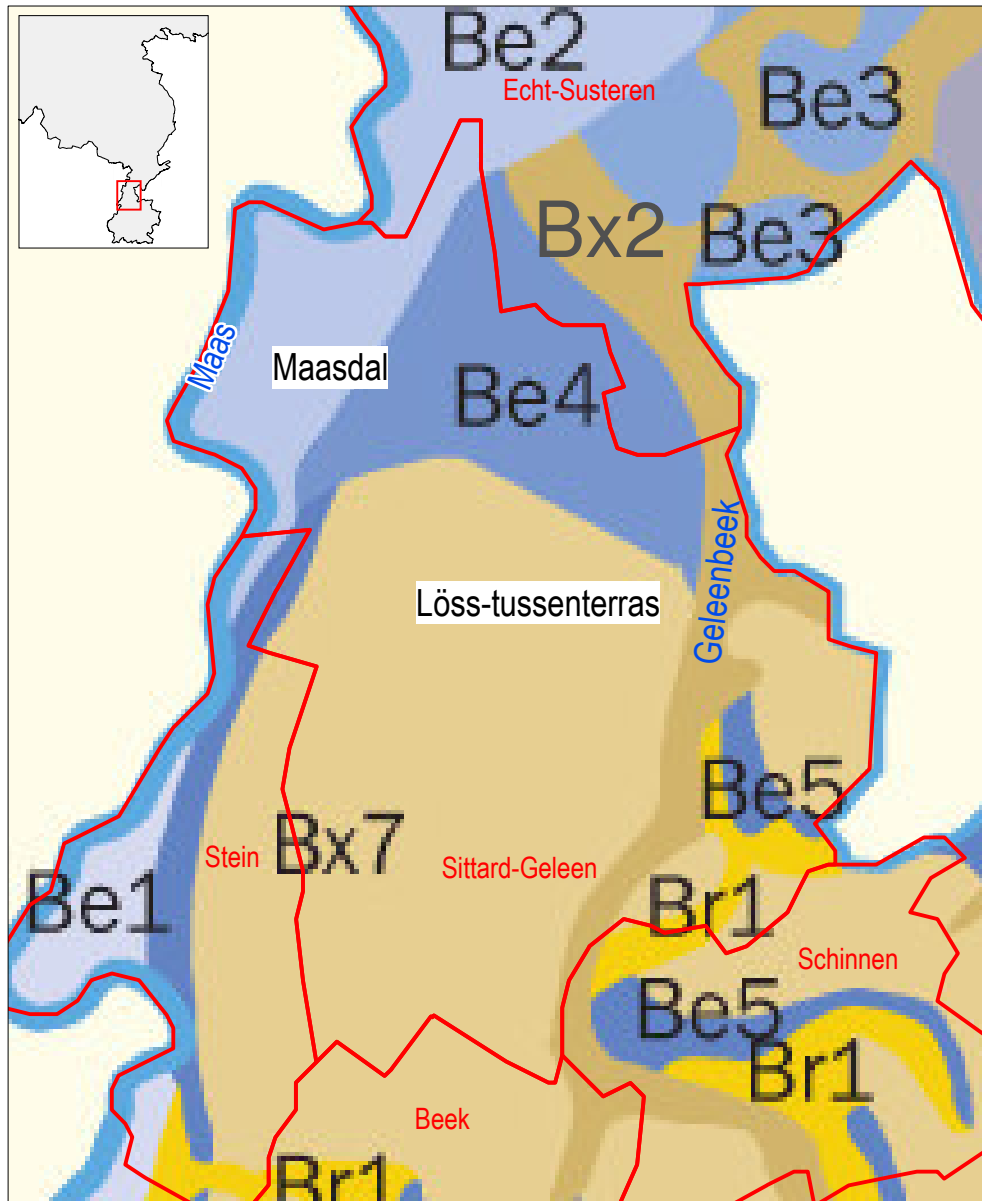 Be2
Echt-Susteren
Be3
Bx2
Be3
Maas
Maasdal
Be4
Geleenbeek
Löss-tussenterras
Be5
Stein
Bx7
Sittard-Geleen
Be1
Br1
Schinnen
Be5
Br1
Beek
Br1